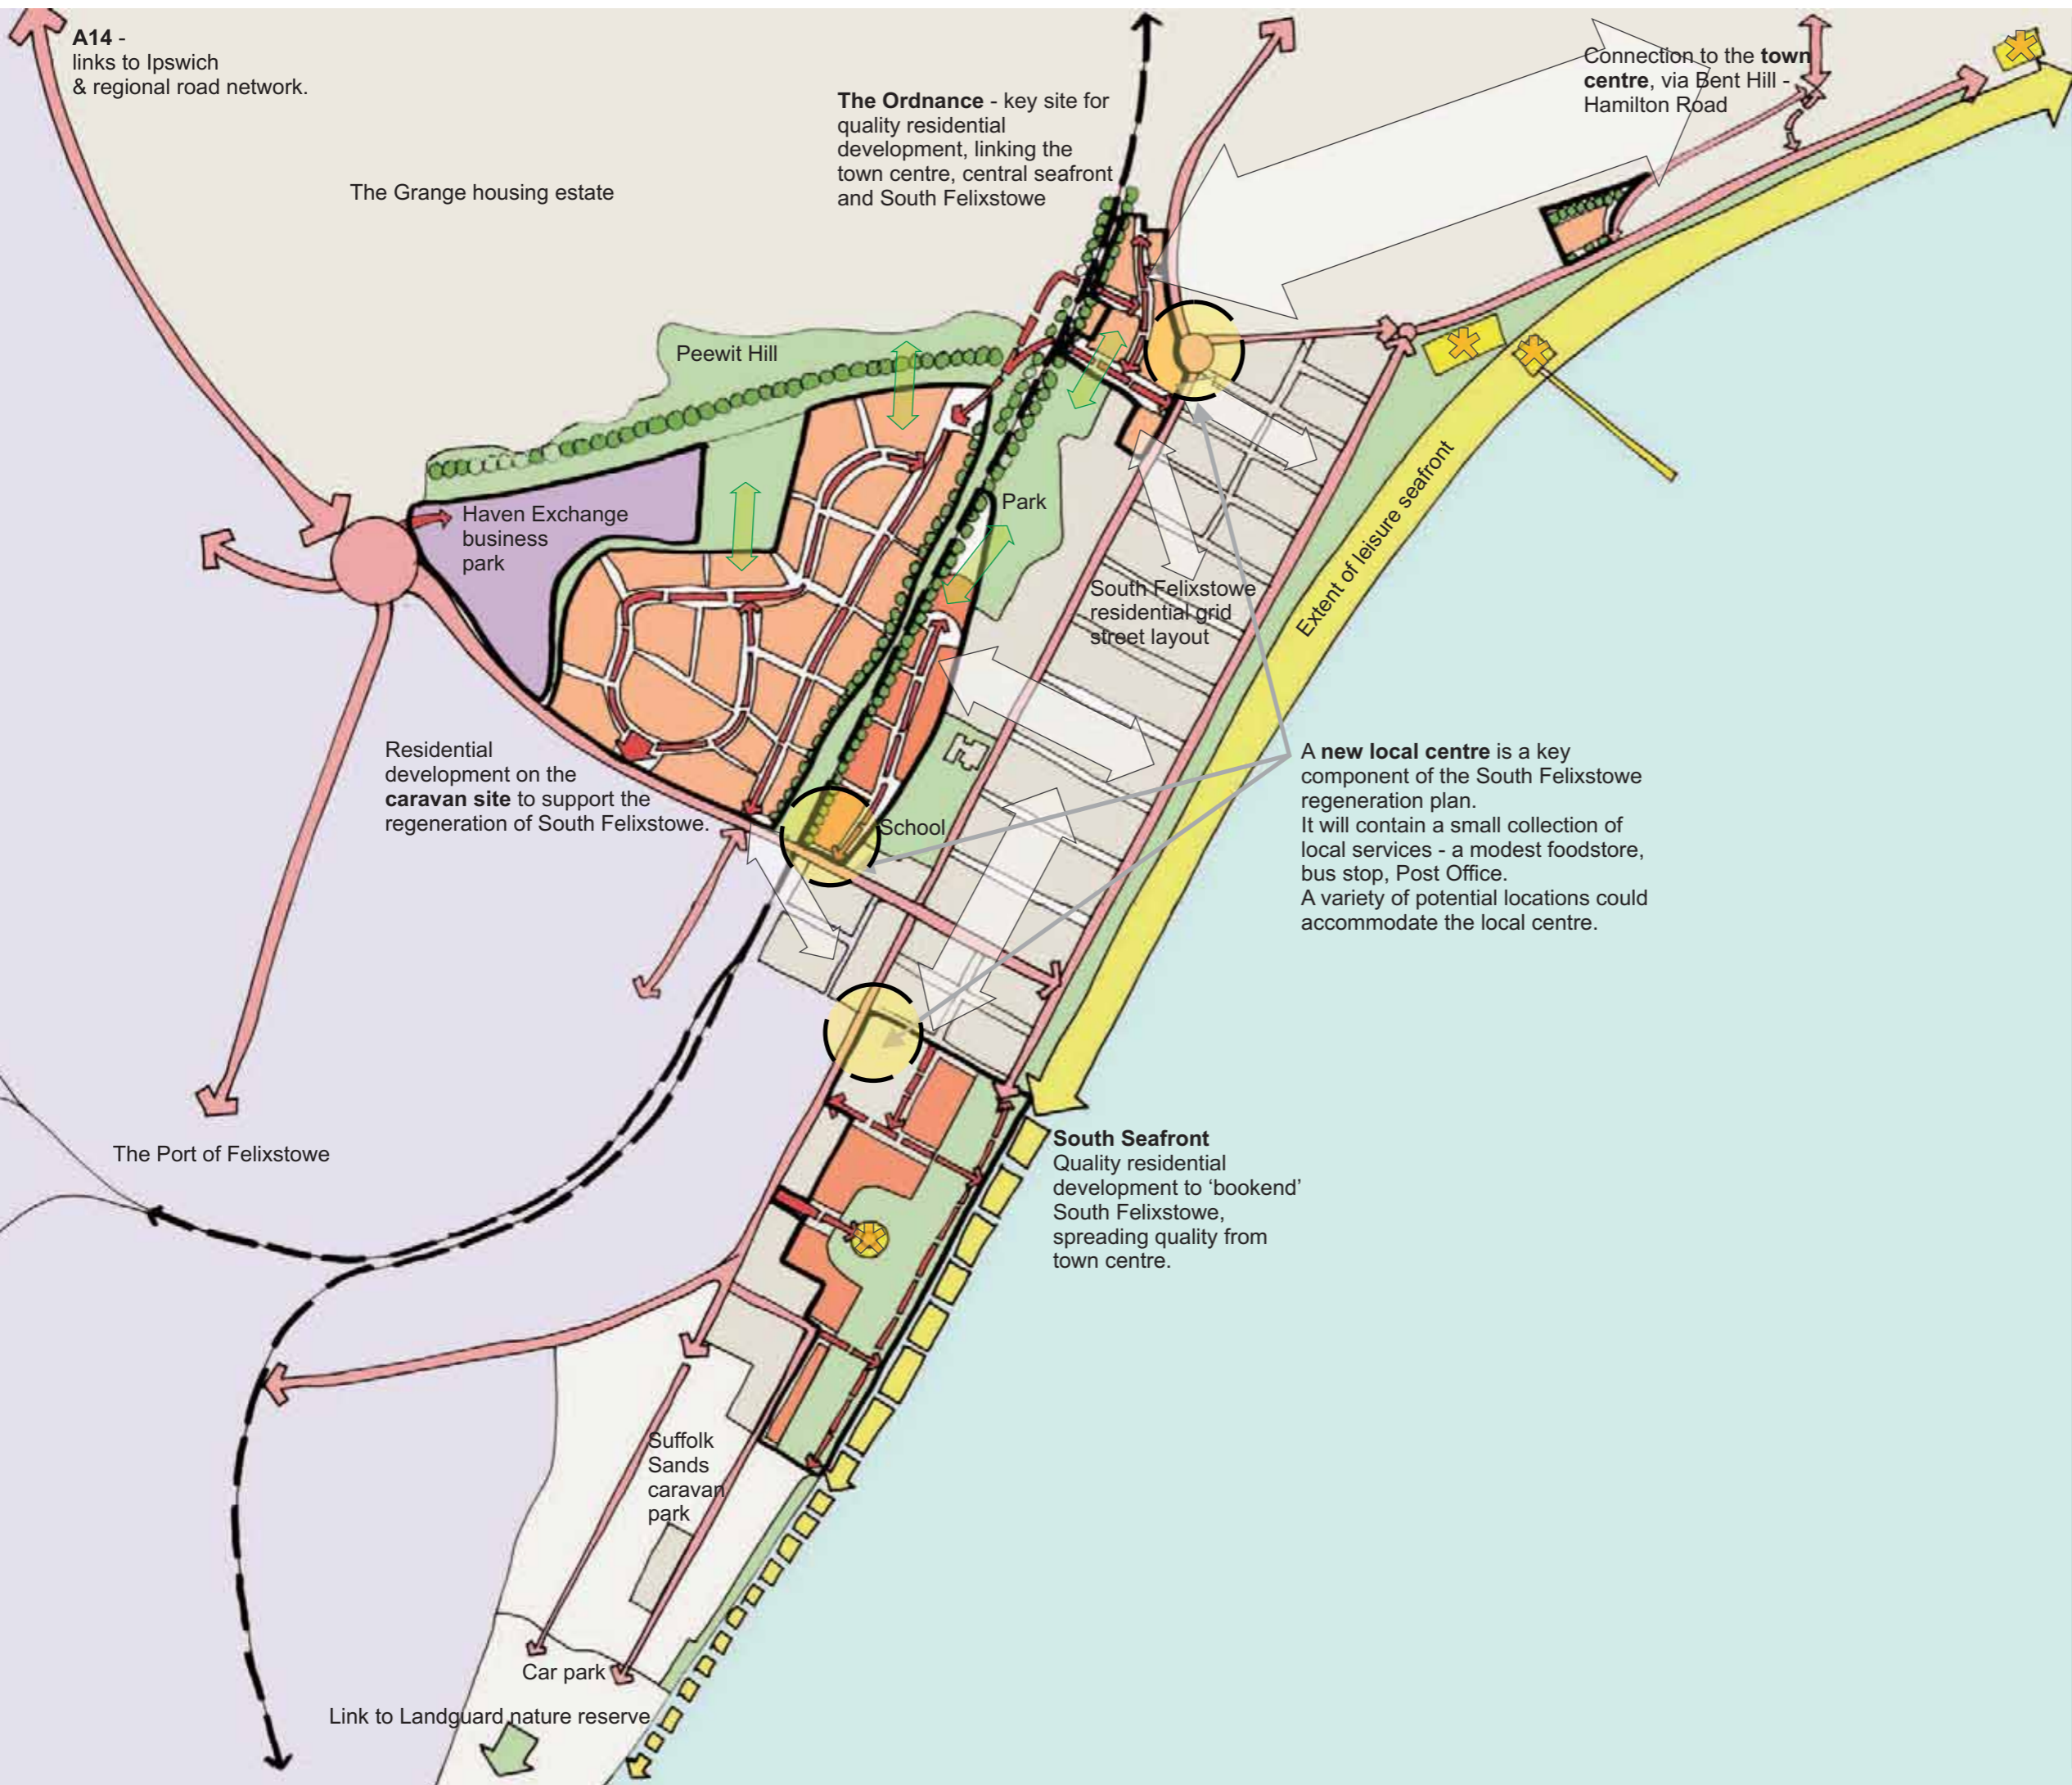 A14 -
links to Ipswich
& regional road network.
Connection to the town
centre, via Bent Hill -
Hamilton Road
The Ordnance - key site for
quality residential
development, linking the
town centre, central seafront
and South Felixstowe
The Grange housing estate
Peewit Hill
Haven Exchange
business
park
Park
South Felixstowe
residential grid
street layout
Extent of leisure seafront
Residential
development on the
caravan site to support the
regeneration of South Felixstowe.
School
A new local centre is a key
component of the South Felixstowe
regeneration plan.
It will contain a small collection of
local services - a modest foodstore,
bus stop, Post Office.
A variety of potential locations could
accommodate the local centre.
The Port of Felixstowe
South Seafront
Quality residential
development to ‘bookend’
South Felixstowe,
spreading quality from
town centre.
Suffolk
Sands
caravan
park
Car park
Link to Landguard nature reserve